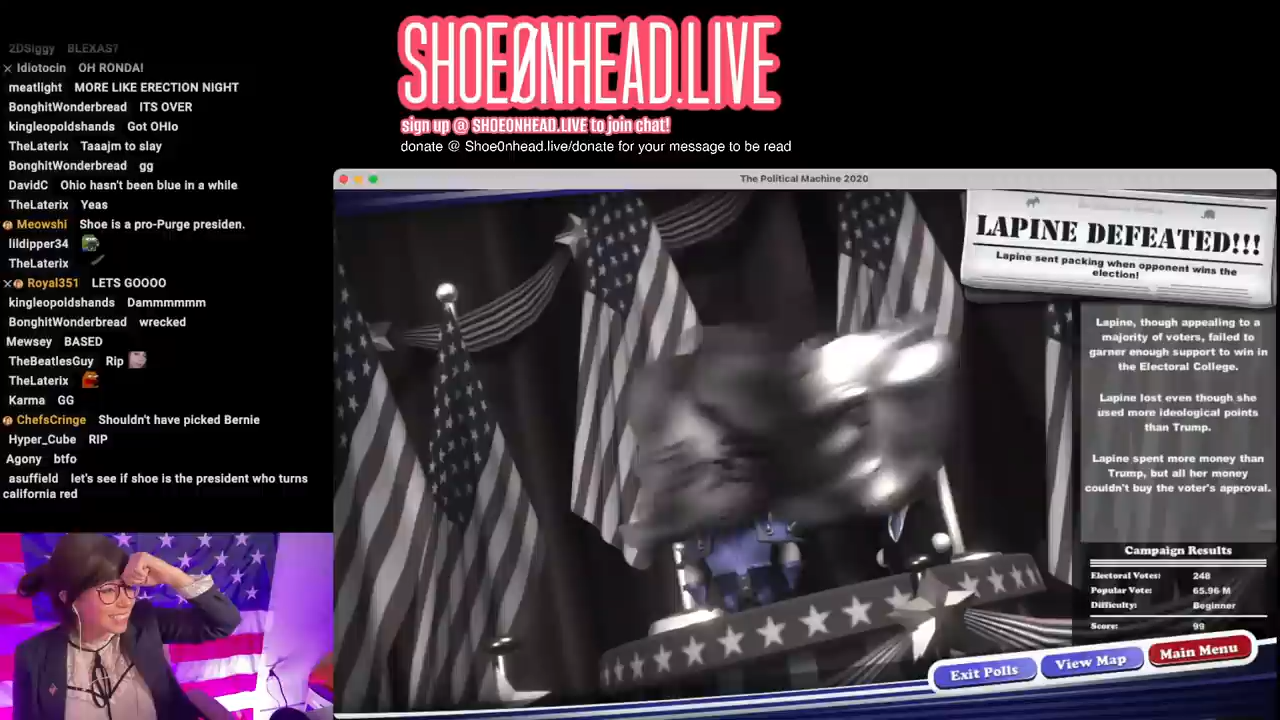 2DSiggy BLEXAS?
Idiotocin OH RONDA!
meatlight MORE LIKE ERECTION NIGHT
BonghitWonderbread ITS OVER
kingleopoldshands Got OHIo
TheLaterix Taaajm to slay
BonghitWonderbread gg
DavidC Ohio hasn't been blue in a while
TheLaterix Yeas
Meowshi Shoe is a pro-Purge presiden.
lildipper34
TheLaterix
Royal351 LETS GOOOO
kingleopoldshands Dammmmmm
BonghitWonderbread wrecked
Mewsey BASED
TheBeatlesGuy Rip
TheLaterix
Karma GG
ChefsCringe Shouldn't have picked Bernie
Hyper_Cube RIP
Agony btfo
asuffield let's see if shoe is the president who turns
california red
SHOEØNHEAD.LIVE
sign up @ SHOE0NHEAD.LIVE to join chat!
donate @ Shoe0nhead.live/donate for your message to be read
The Political Machine 2020
LAPINE DEFEATED!!!
Lapine sent packing when opponent wins the
election!
Lapine, though appealing to a
majority of voters, failed to
garner enough support to win in
the Electoral College.
Lapine lost even though she
used more ideological points
than Trump.
Lapine spent more money than
Trump, but all her money
couldn't buy the voter's approval.
Campaign Results
Electoral Votes: 248
Popular Vote: 65.96 M
Difficulty: Beginner
Score: 99
Exit Polls
View Map
Main Menu